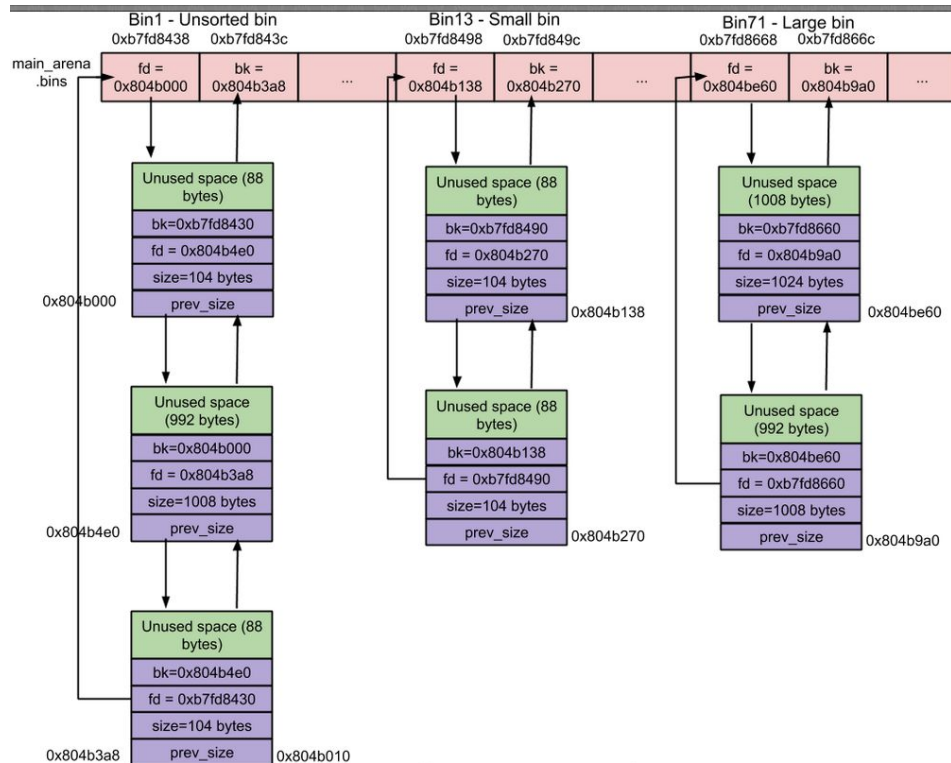 Bin1 - Unsorted bin
0xb7fd8438
0xb7fd843c
Bin13 - Small bin
0xb7fd8498
0xb7fd849c
Bin71 - Large bin
0xb7fd8668
0xb7fd866c
main_arena
.bins
fd =
0x804b000
bk =
0x804b3a8
...
fd =
0x804b138
bk =
0x804b270
...
fd =
0x804be60
bk =
0x804b9a0
...
Unused space (88
bytes)
bk=0xb7fd8430
fd = 0x804b4e0
size=104 bytes
prev_size
0x804b000
Unused space
(992 bytes)
bk=0x804b000
fd = 0x804b3a8
size=1008 bytes
prev_size
0x804b4e0
Unused space (88
bytes)
bk=0x804b4e0
fd = 0xb7fd8430
size=104 bytes
prev_size
0x804b3a8
0x804b010
Unused space (88
bytes)
bk=0xb7fd8490
fd = 0x804b270
size=104 bytes
prev_size
0x804b138
Unused space (88
bytes)
bk=0x804b138
fd = 0xb7fd8490
size=104 bytes
prev_size
0x804b270
Unused space
(1008 bytes)
bk=0xb7fd8660
fd = 0x804b9a0
size=1024 bytes
prev_size
0x804be60
Unused space
(992 bytes)
bk=0x804be60
fd = 0xb7fd8660
size=1008 bytes
prev_size
0x804b9a0